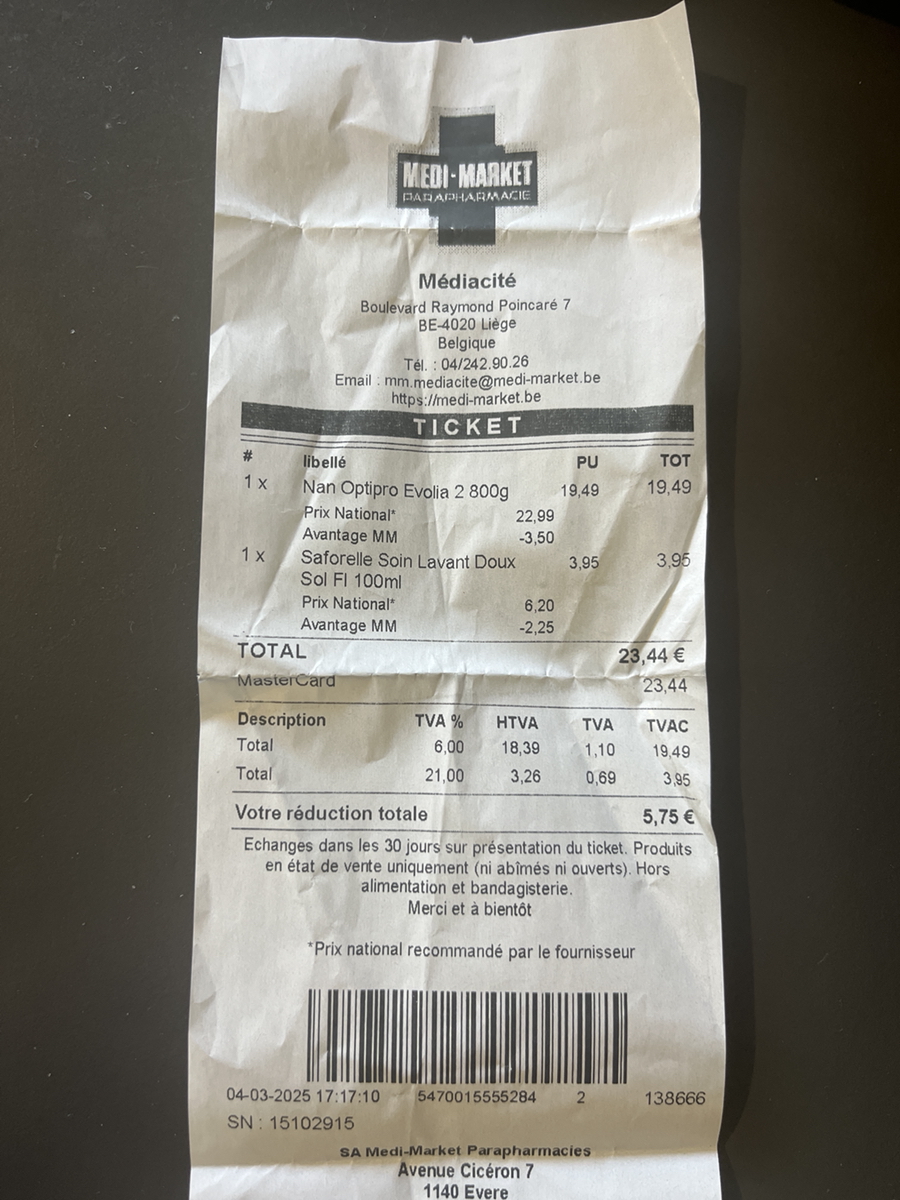 MEDI-MARKET
PARAPHARMACIE
Médiacité
Boulevard Raymond Poincaré 7
BE-4020 Liège
Belgique
Tél. : 04/242.90.26
Email : mm.mediacite@medi-market.be
https://medi-market.be
TICKET
# libellé PU TOT
1 x Nan Optipro Evolia 2 800g 19,49 19,49
Prix National* 22,99
Avantage MM -3,50
1 x Saforelle Soin Lavant Doux 3,95 3,95
Sol Fl 100ml
Prix National* 6,20
Avantage MM -2,25
TOTAL 23,44 €
MasterCard 23,44
Description TVA % HTVA TVA TVAC
Total 6,00 18,39 1,10 19,49
Total 21,00 3,26 0,69 3,95
Votre réduction totale 5,75 €
Echanges dans les 30 jours sur présentation du ticket. Produits
en état de vente uniquement (ni abîmés ni ouverts). Hors
alimentation et bandagisterie.
Merci et à bientôt
*Prix national recommandé par le fournisseur
04-03-2025 17:17:10 5470015555284 2 138666
SN : 15102915
SA Medi-Market Parapharmacies
Avenue Cicéron 7
1140 Evere